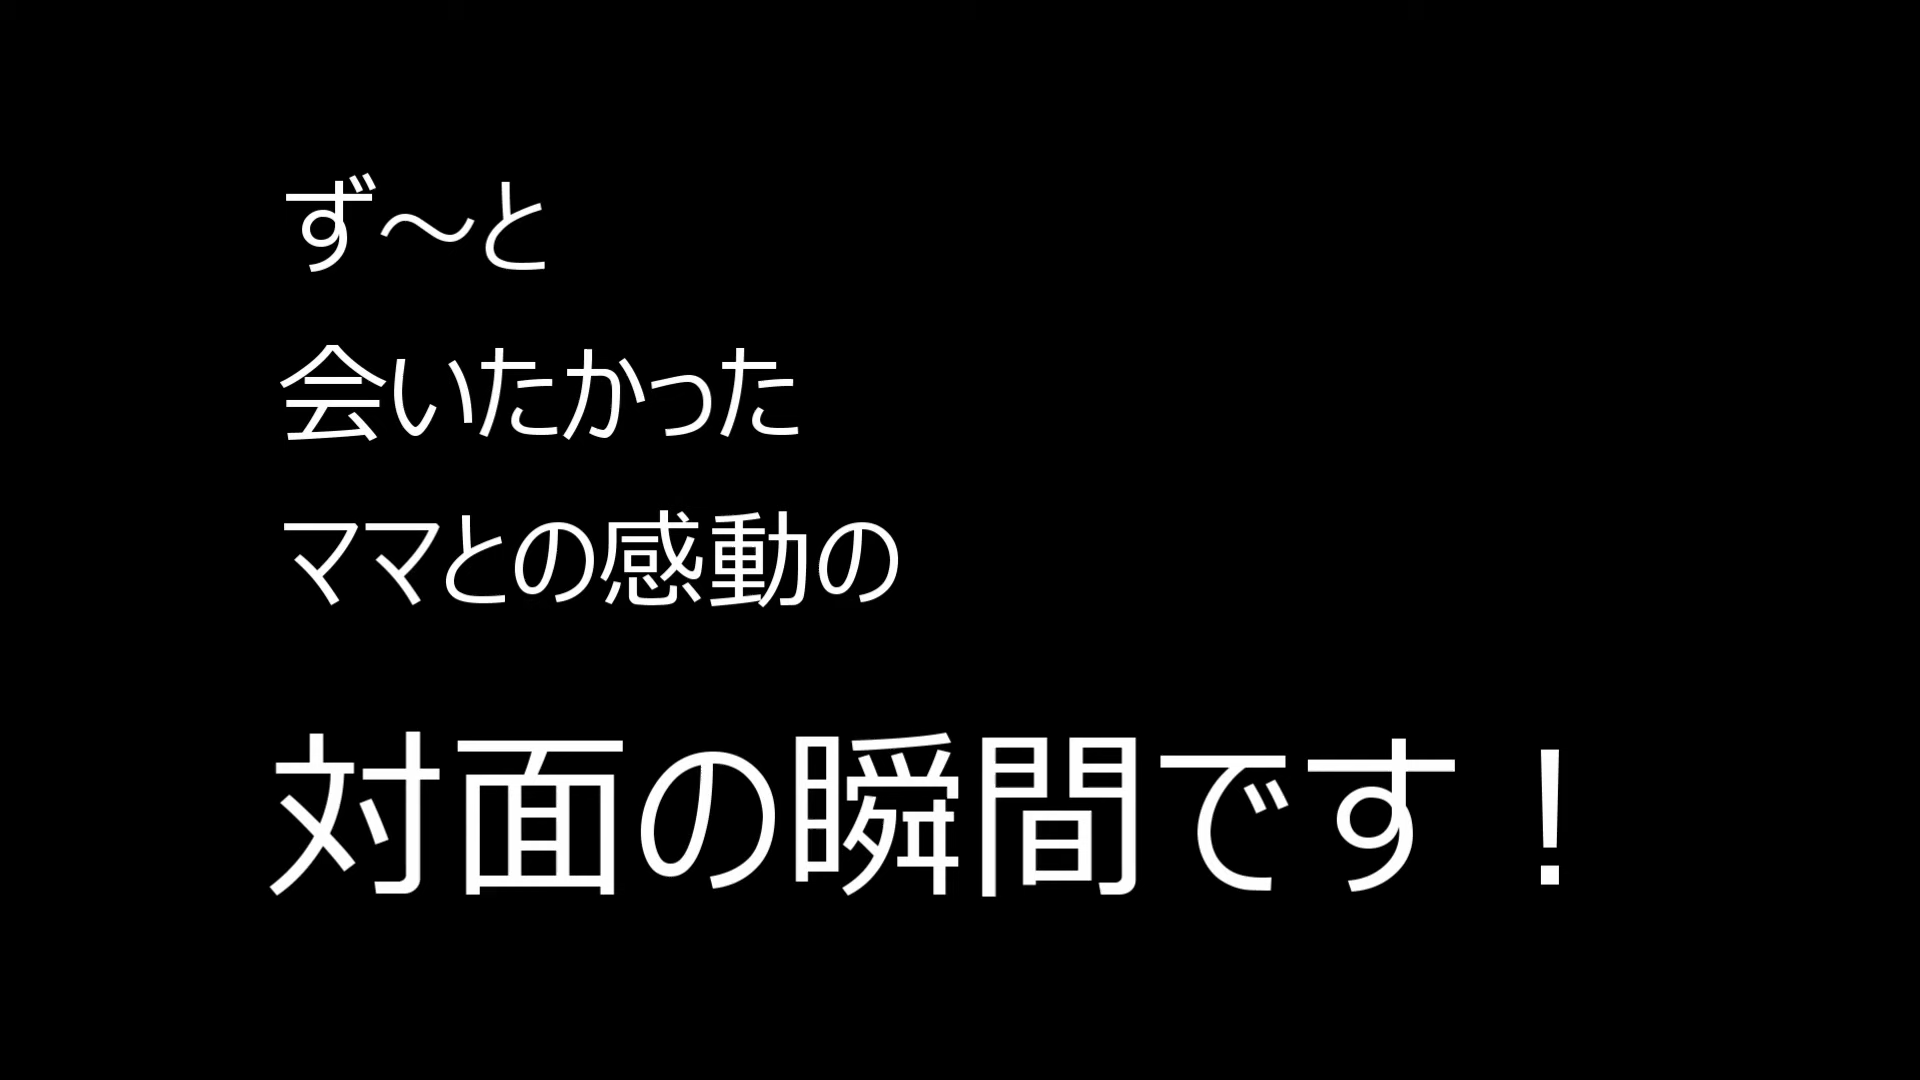 ず～と
会いたかった
ママとの感動の
対面の瞬間です！